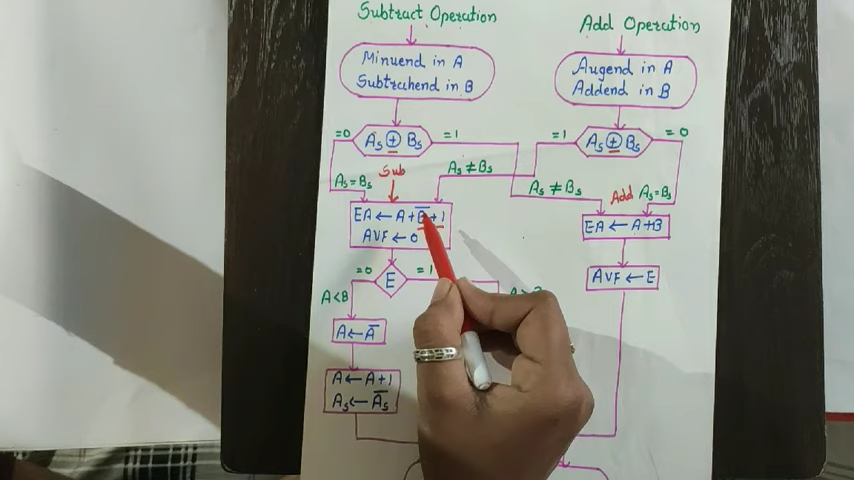 Subtract Operation
Add Operation
Minuend in A
Subtrahend in B
Augend in A
Addend in B
=0
As ⊕ Bs
=1
=1
As ⊕ Bs
=0
As = Bs
Sub
As ≠ Bs
As ≠ Bs
Add
As = Bs
EA ← A + B̅ + 1
AVF ← 0
EA ← A+B
AVF ← E
=0
E
=1
A < B
A ← A̅
A ← A+1
As ← A̅s